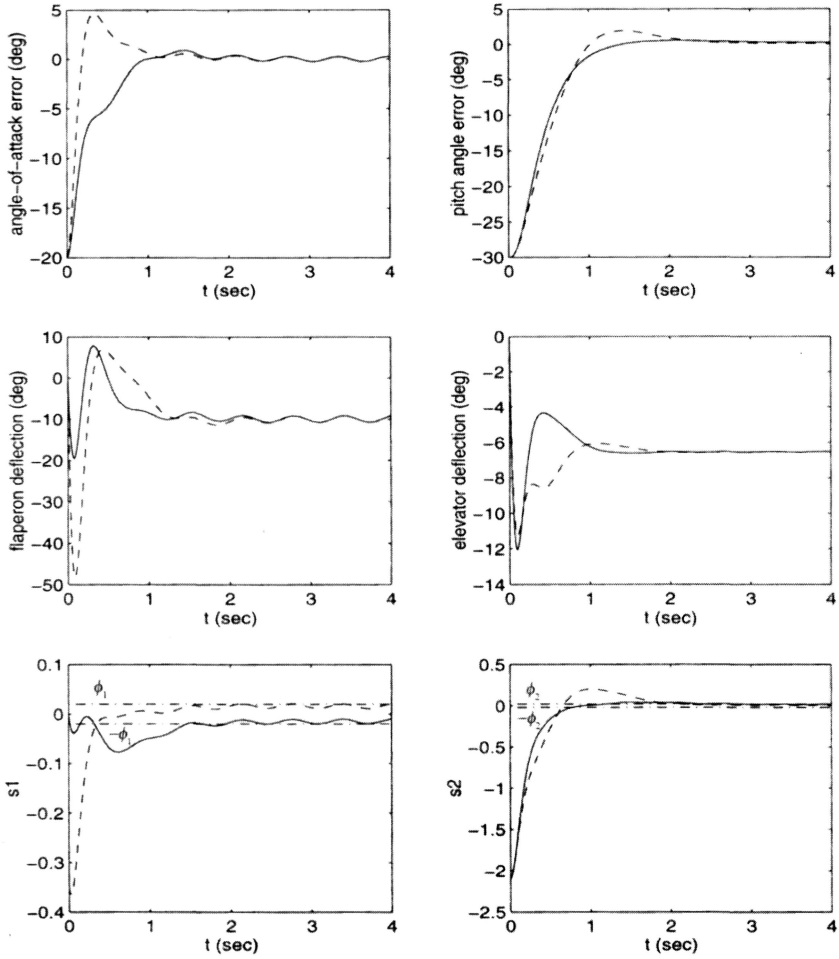 angle−of−attack error (deg)
5
0
−5
−10
−15
−20
0 1 2 3 4
t (sec)
pitch angle error (deg)
5
0
−5
−10
−15
−20
−25
−30
0 1 2 3 4
t (sec)
flaperon deflection (deg)
10
0
−10
−20
−30
−40
−50
0 1 2 3 4
t (sec)
elevator deflection (deg)
0
−2
−4
−6
−8
−10
−12
−14
0 1 2 3 4
t (sec)
s1
0.1
0
−0.1
−0.2
−0.3
−0.4
ϕ1
−ϕ1
0 1 2 3 4
t (sec)
s2
0.5
0
−0.5
−1
−1.5
−2
−2.5
ϕ2
−ϕ2
0 1 2 3 4
t (sec)